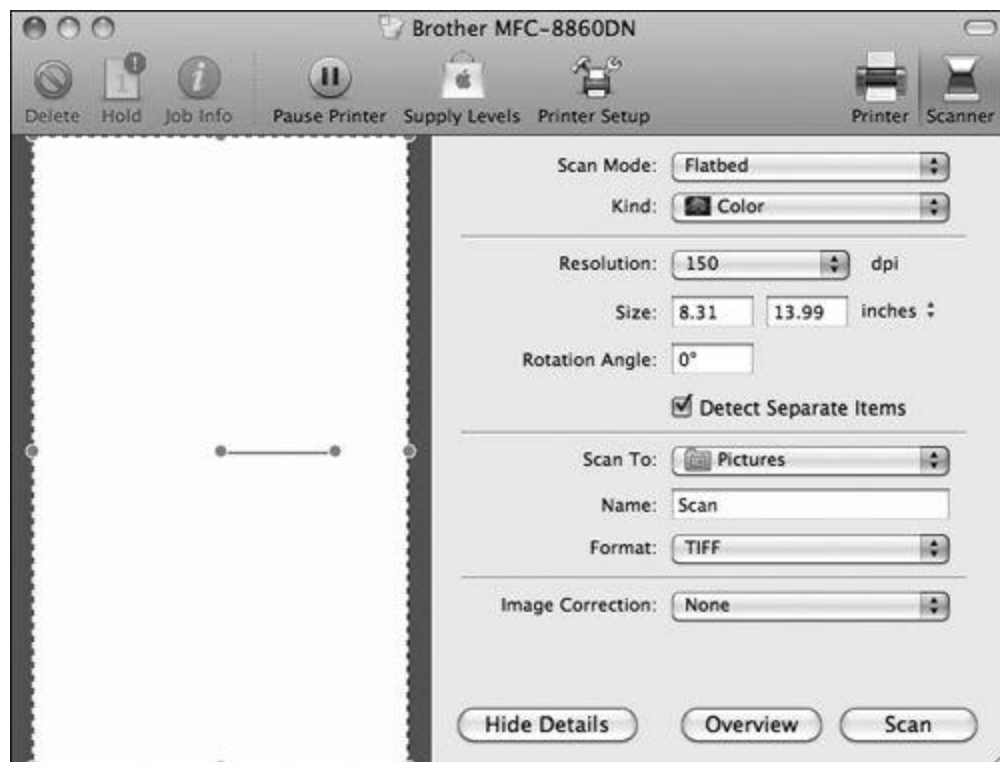 Brother MFC-8860DN
Delete Hold Job Info Pause Printer Supply Levels Printer Setup Printer Scanner
Scan Mode: Flatbed
Kind: Color
Resolution: 150 dpi
Size: 8.31 13.99 inches
Rotation Angle: 0°
Detect Separate Items
Scan To: Pictures
Name: Scan
Format: TIFF
Image Correction: None
Hide Details Overview Scan